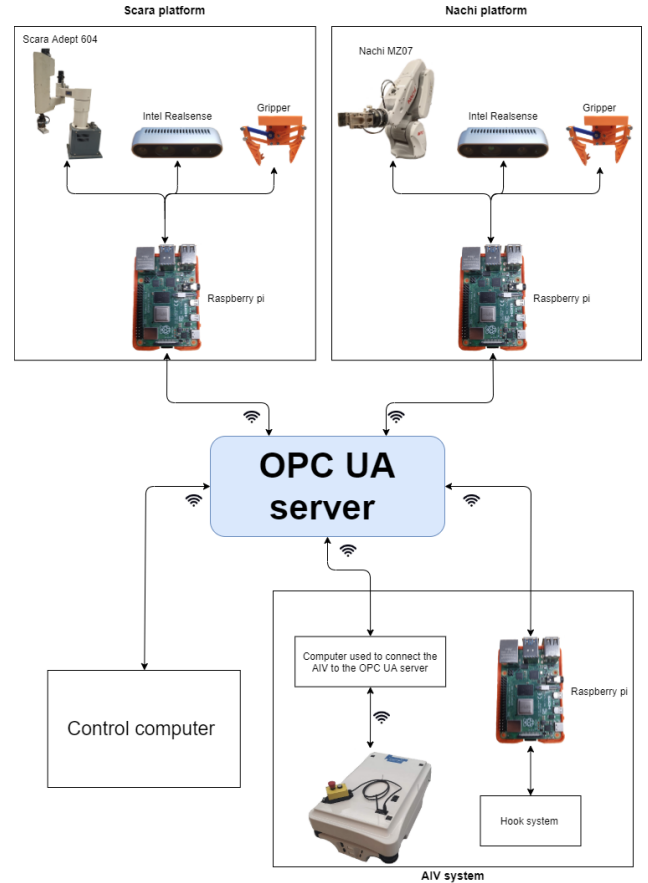 Scara platform
Nachi platform
Scara Adept 604
Intel Realsense
Gripper
Nachi MZ07
Intel Realsense
Gripper
Raspberry pi
Raspberry pi
OPC UA
server
Computer used to connect the
AIV to the OPC UA server
Raspberry pi
Control computer
Hook system
AIV system